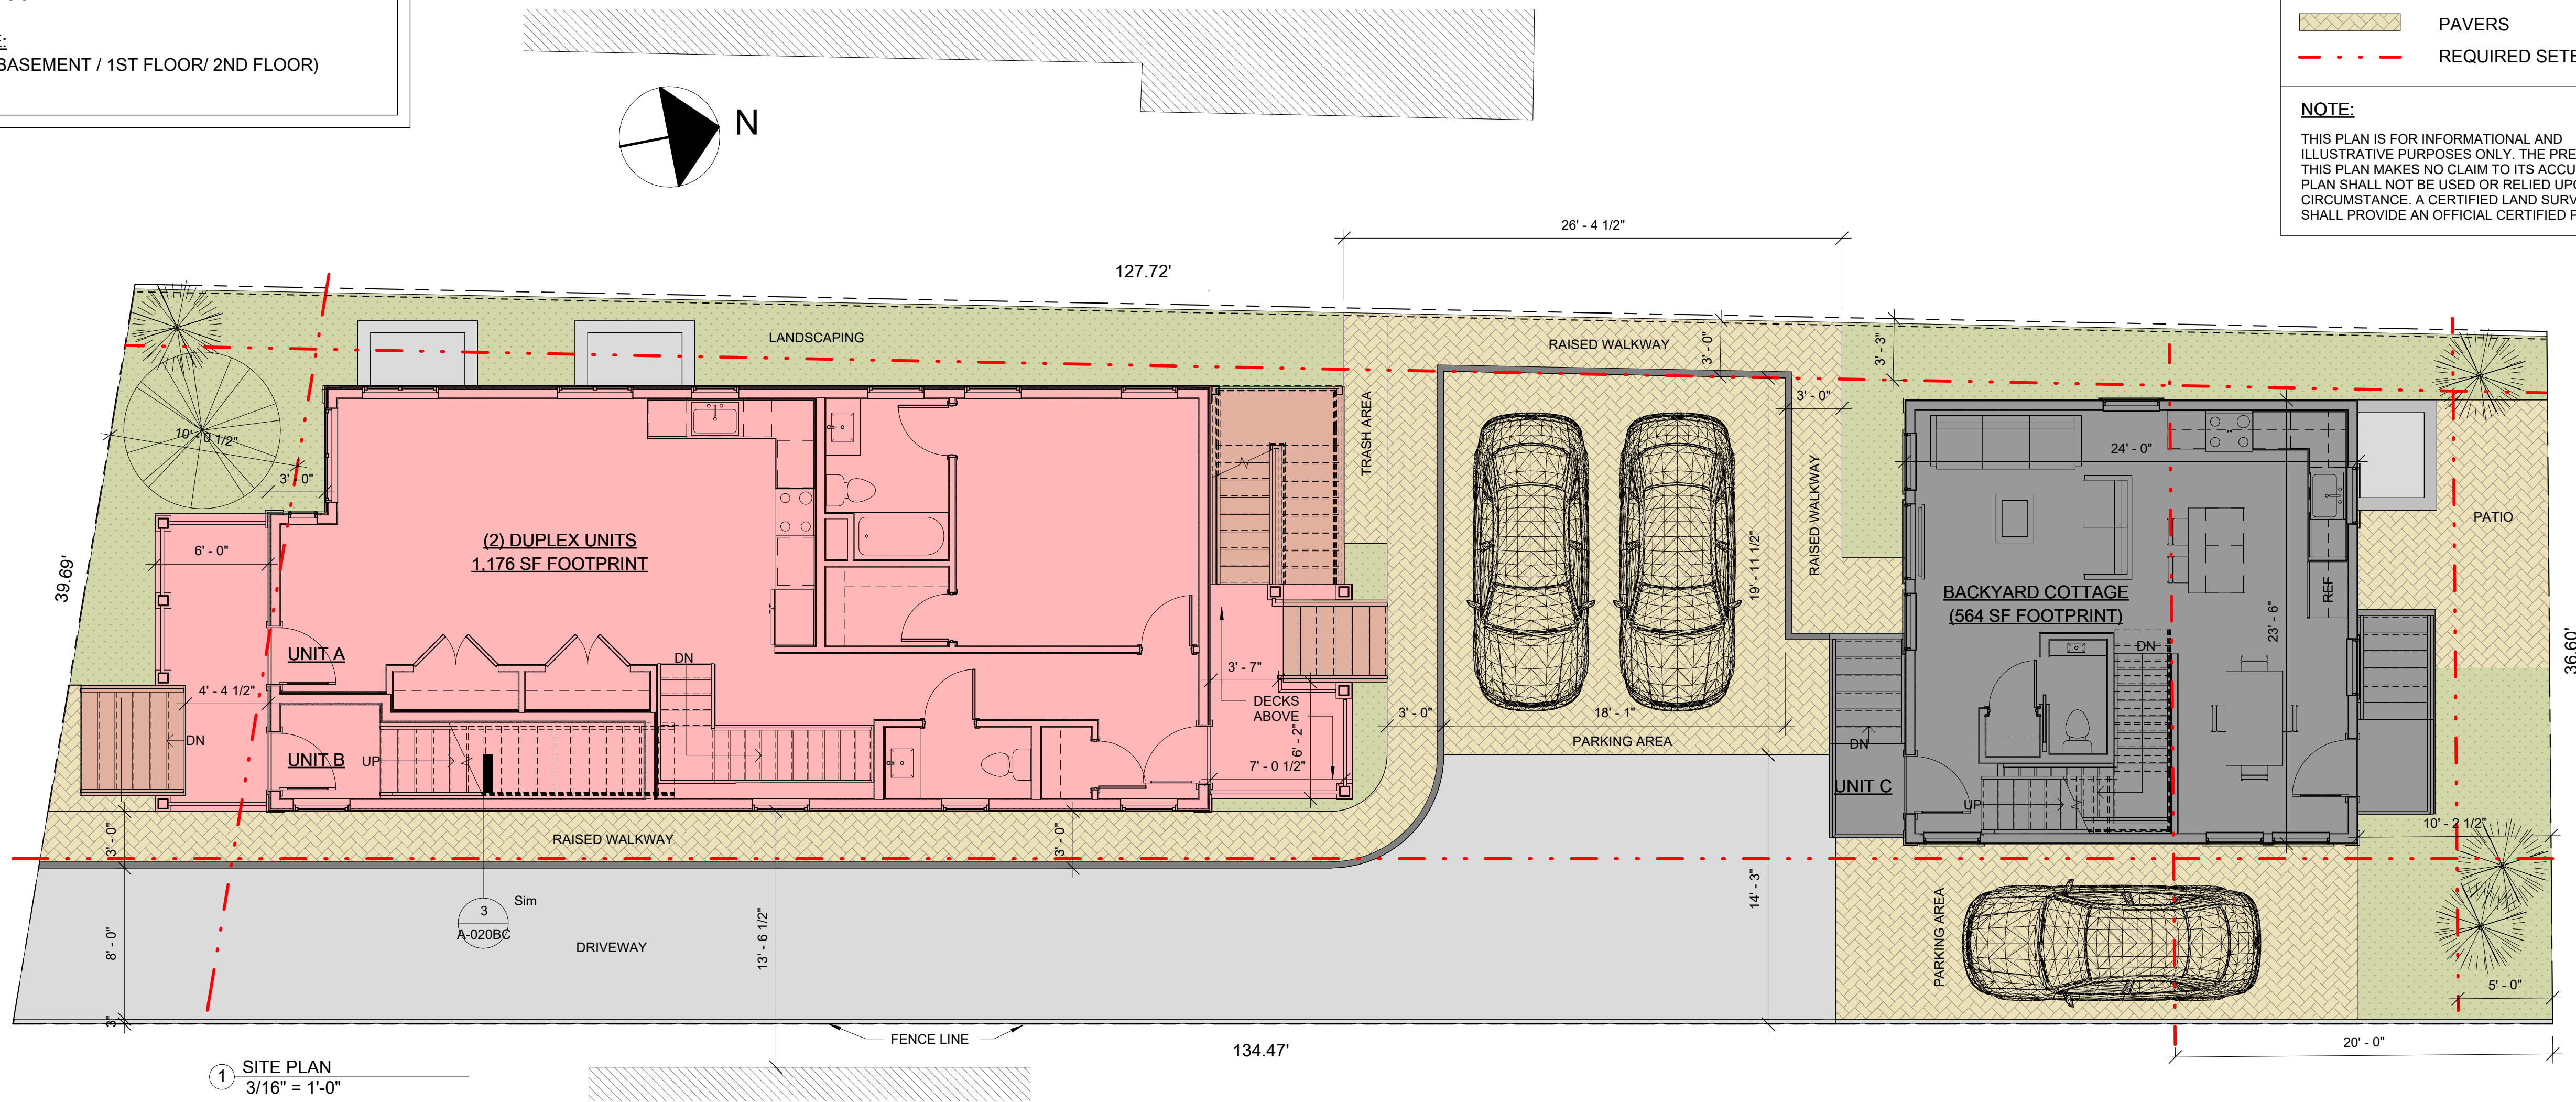 E:
BASEMENT / 1ST FLOOR/ 2ND FLOOR)
N
PAVERS
REQUIRED SETB
NOTE:
THIS PLAN IS FOR INFORMATIONAL AND
ILLUSTRATIVE PURPOSES ONLY. THE PRE
THIS PLAN MAKES NO CLAIM TO ITS ACCU
PLAN SHALL NOT BE USED OR RELIED UPO
CIRCUMSTANCE. A CERTIFIED LAND SURV
SHALL PROVIDE AN OFFICIAL CERTIFIED P
26' - 4 1/2"
127.72'
LANDSCAPING
RAISED WALKWAY
3' - 0"
3' - 3"
3' - 0"
TRASH AREA
10' - 0 1/2"
3' - 0"
24' - 0"
RAISED WALKWAY
PATIO
(2) DUPLEX UNITS
1,176 SF FOOTPRINT
6' - 0"
39.69'
19' - 11 1/2"
BACKYARD COTTAGE
(564 SF FOOTPRINT)
REF
23' - 6"
36.60'
UNIT A
DN
DN
3' - 7"
4' - 4 1/2"
DECKS
ABOVE
3' - 0"
18' - 1"
PARKING AREA
DN
UNIT B
UP
6' - 2"
7' - 0 1/2"
DN
UNIT C
UP
10' - 2 1/2"
3' - 0"
RAISED WALKWAY
3' - 0"
14' - 3"
PARKING AREA
3
Sim
A-020BC
8' - 0"
DRIVEWAY
13' - 6 1/2"
5' - 0"
3"
FENCE LINE
134.47'
20' - 0"
1
SITE PLAN
3/16" = 1'-0"